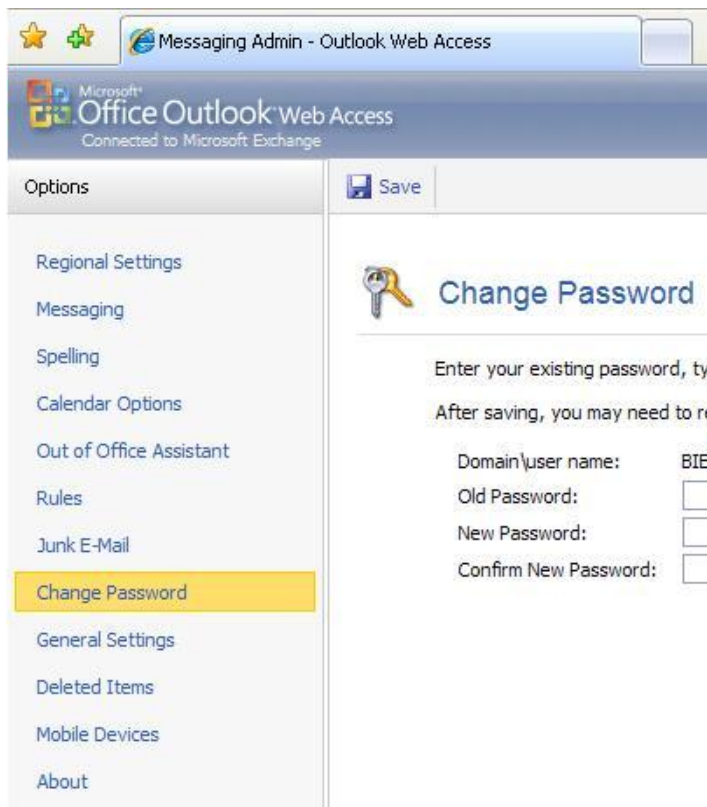 Messaging Admin - Outlook Web Access
Microsoft®
Office Outlook Web Access
Connected to Microsoft Exchange
Options
Save
Regional Settings
Messaging
Spelling
Calendar Options
Out of Office Assistant
Rules
Junk E-Mail
Change Password
General Settings
Deleted Items
Mobile Devices
About
Change Password
Enter your existing password,
After saving, you may need to
Domain\user name:
Old Password:
New Password:
Confirm New Password: